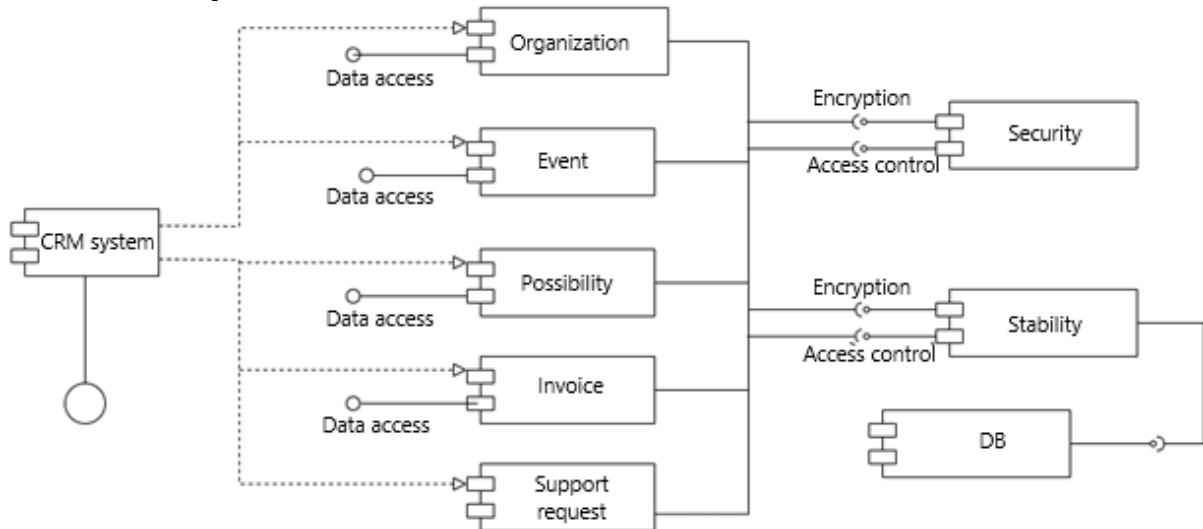 Organization
Data access
Encryption
Security
Access control
Event
Data access
CRM system
Possibility
Data access
Encryption
Stability
Access control
Invoice
Data access
DB
Support
request